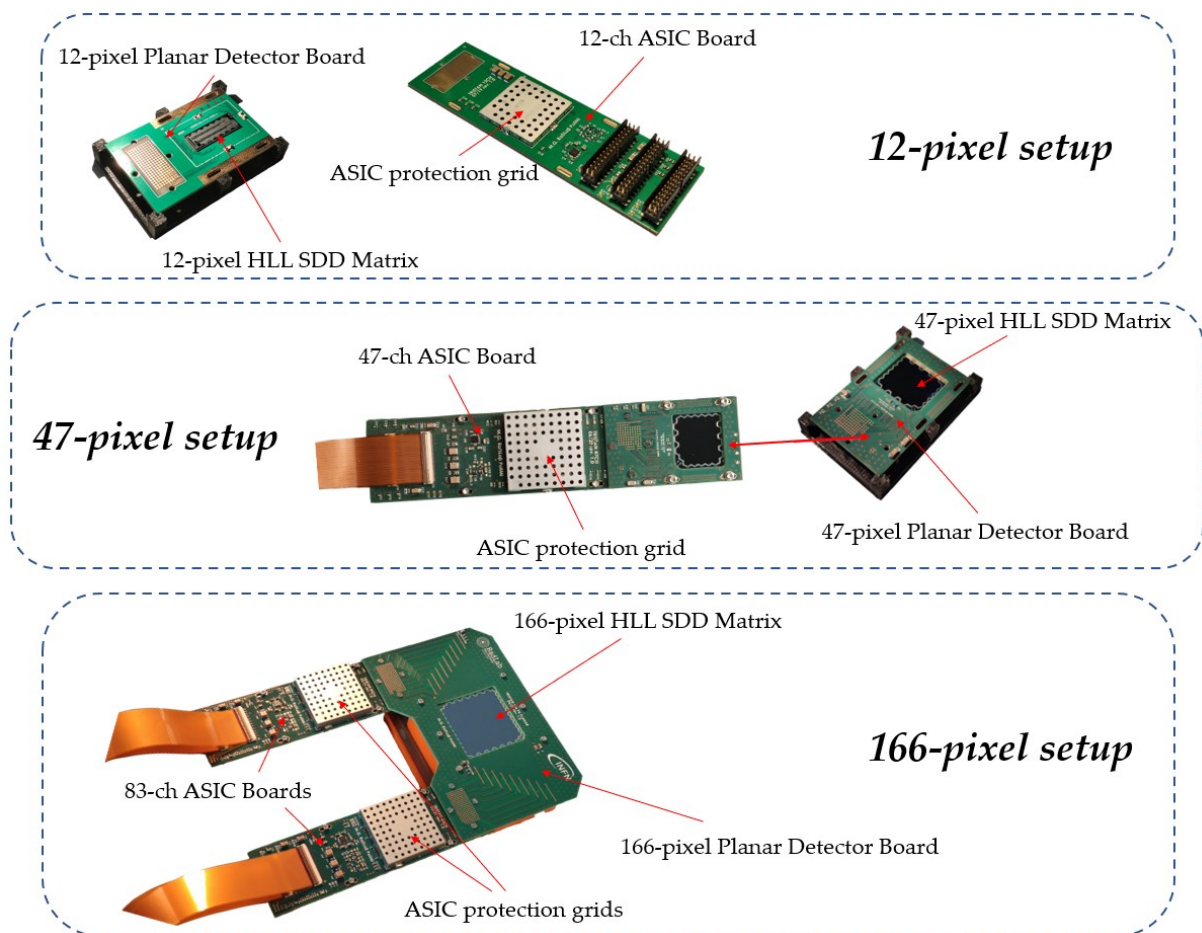 12-ch ASIC Board
12-pixel Planar Detector Board
ASIC protection grid
12-pixel HLL SDD Matrix
12-pixel setup
47-pixel HLL SDD Matrix
47-ch ASIC Board
47-pixel setup
ASIC protection grid
47-pixel Planar Detector Board
166-pixel HLL SDD Matrix
RedLab
INFN
83-ch ASIC Boards
166-pixel setup
166-pixel Planar Detector Board
ASIC protection grids